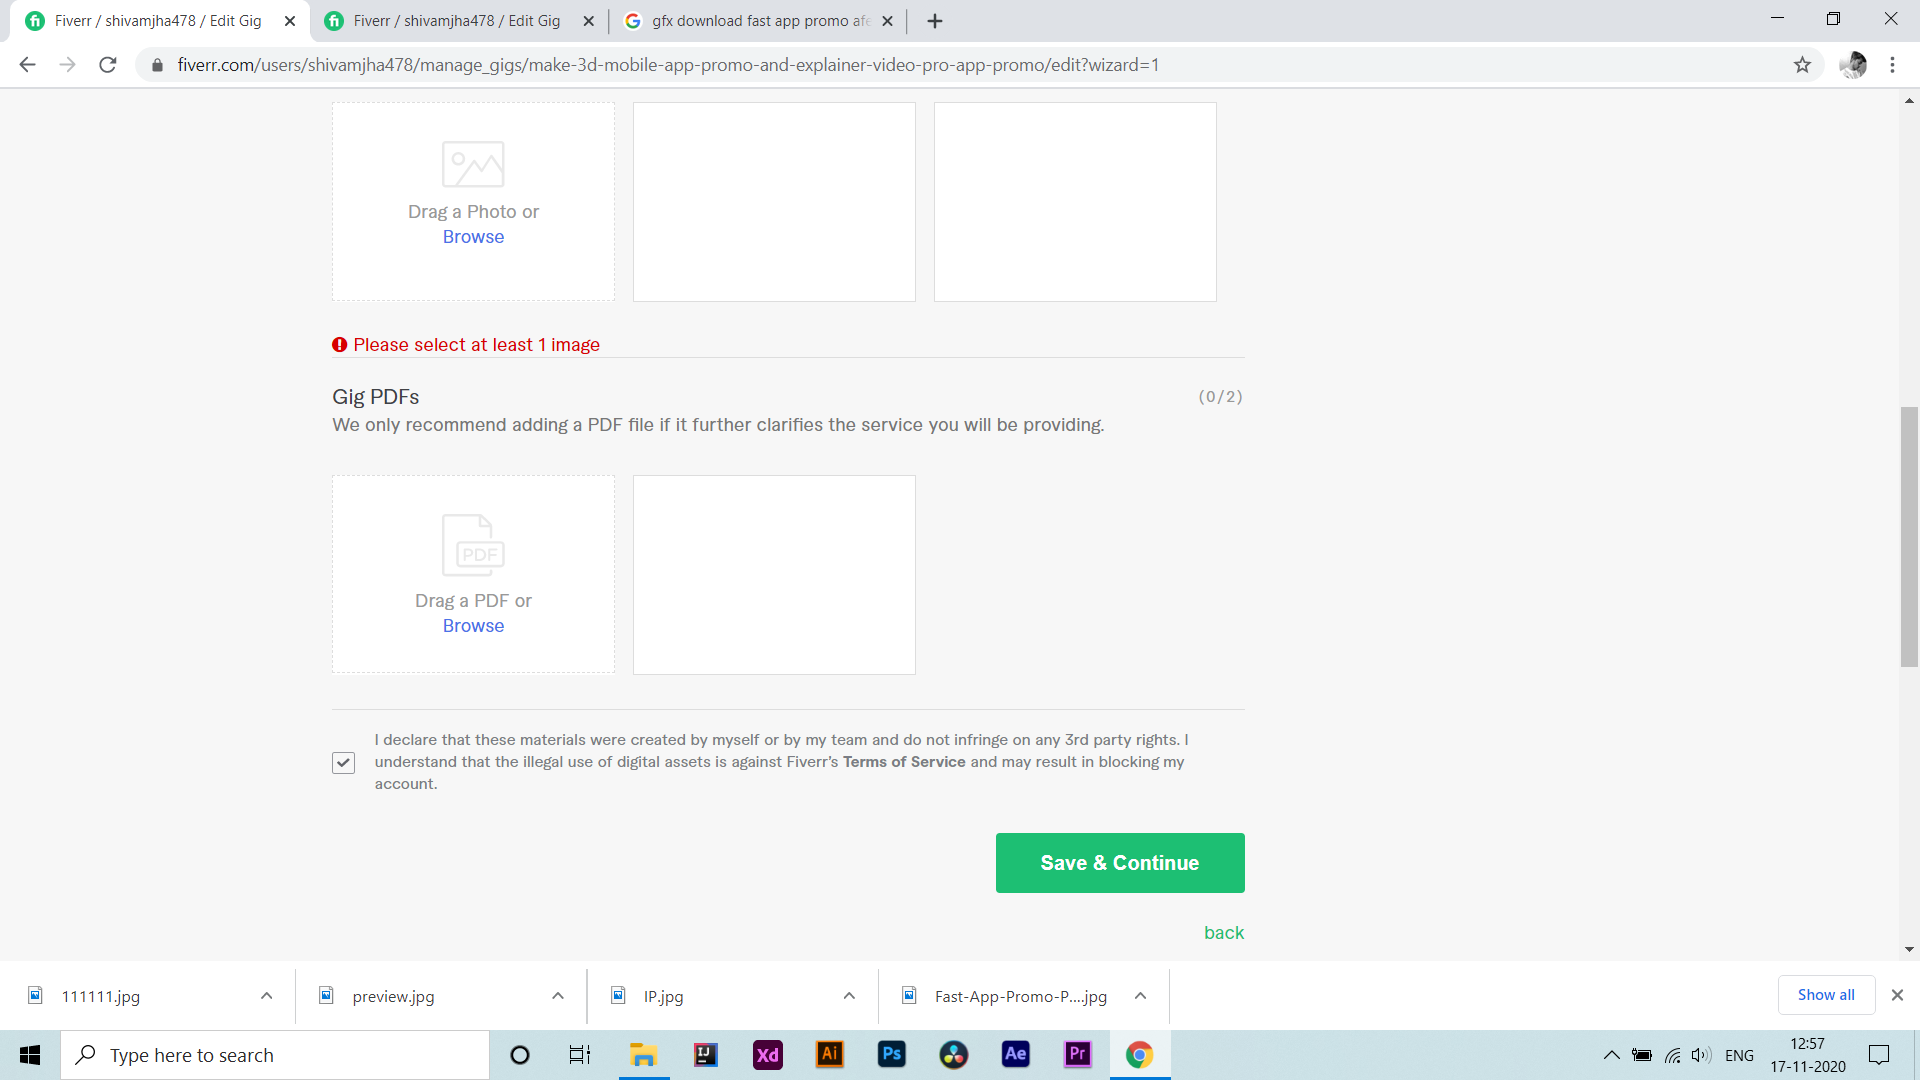 Fiverr / shivamjha478 / Edit Gig
Fiverr / shivamjha478 / Edit Gig
gfx download fast app promo afe
fiverr.com/users/shivamjha478/manage_gigs/make-3d-mobile-app-promo-and-explainer-video-pro-app-promo/edit?wizard=1
Drag a Photo or
Browse
Please select at least 1 image
Gig PDFs
(0/2)
We only recommend adding a PDF file if it further clarifies the service you will be providing.
PDF
Drag a PDF or
Browse
I declare that these materials were created by myself or by my team and do not infringe on any 3rd party rights. I
understand that the illegal use of digital assets is against Fiverr's Terms of Service and may result in blocking my
account.
Save & Continue
back
111111.jpg
preview.jpg
IP.jpg
Fast-App-Promo-P....jpg
Show all
Type here to search
IJ
Xd
Ai
Ps
Ae
Pr
ENG
12:57
17-11-2020